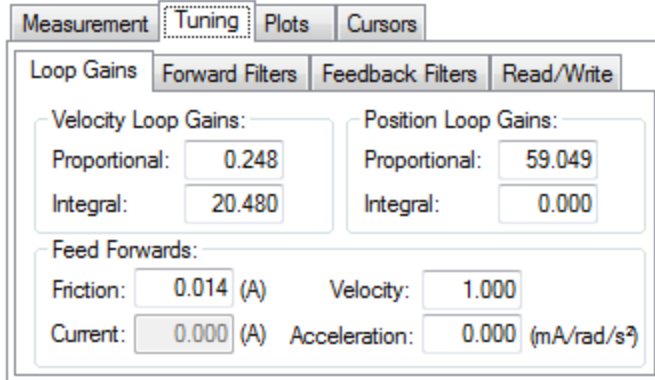 Measurement Tuning Plots Cursors
Loop Gains Forward Filters Feedback Filters Read/Write
Velocity Loop Gains: Position Loop Gains:
Proportional: 0.248 Proportional: 59.049
Integral: 20.480 Integral: 0.000
Feed Forwards:
Friction: 0.014 (A) Velocity: 1.000
Current: 0.000 (A) Acceleration: 0.000 (mA/rad/s²)